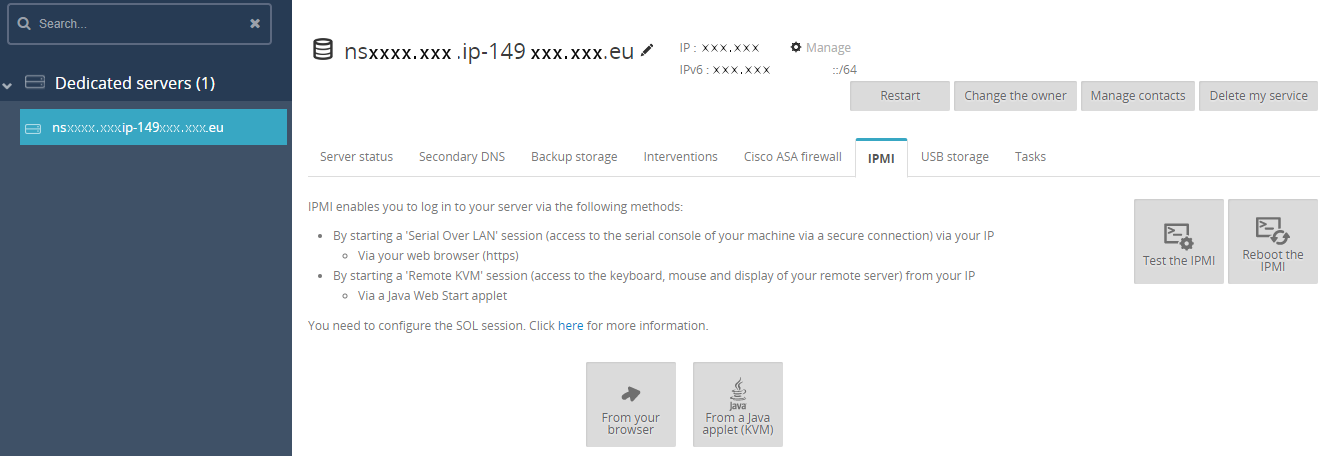 Search...
Dedicated servers (1)
nsxxxx.xxxip-149xxx.xxx.eu
nsxxxx.xxx .ip-149 xxx.xxx.eu
IP : xxx.xxx
Manage
IPv6 : xxx.xxx ::/64
Restart
Change the owner
Manage contacts
Delete my service
Server status
Secondary DNS
Backup storage
Interventions
Cisco ASA firewall
IPMI
USB storage
Tasks
IPMI enables you to log in to your server via the following methods:
• By starting a 'Serial Over LAN' session (access to the serial console of your machine via a secure connection) via your IP
Via your web browser (https)
• By starting a 'Remote KVM' session (access to the keyboard, mouse and display of your remote server) from your IP
Via a Java Web Start applet
You need to configure the SOL session. Click here for more information.
Test the IPMI
Reboot the
IPMI
From your
browser
Java
From a Java
applet (KVM)